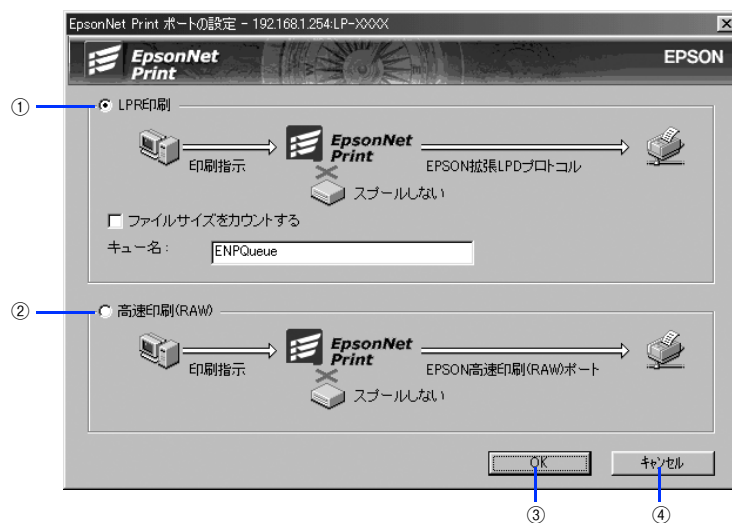 EpsonNet Print ポートの設定 - 192.168.1.254:LP-XXXX
EpsonNet
Print
EPSON
①
LPR印刷
印刷指示
EpsonNet
Print
EPSON拡張LPDプロトコル
スプールしない
ファイルサイズをカウントする
キュー名：
ENPQueue
②
高速印刷(RAW)
印刷指示
EpsonNet
Print
EPSON高速印刷(RAW)ポート
スプールしない
OK
キャンセル
③
④